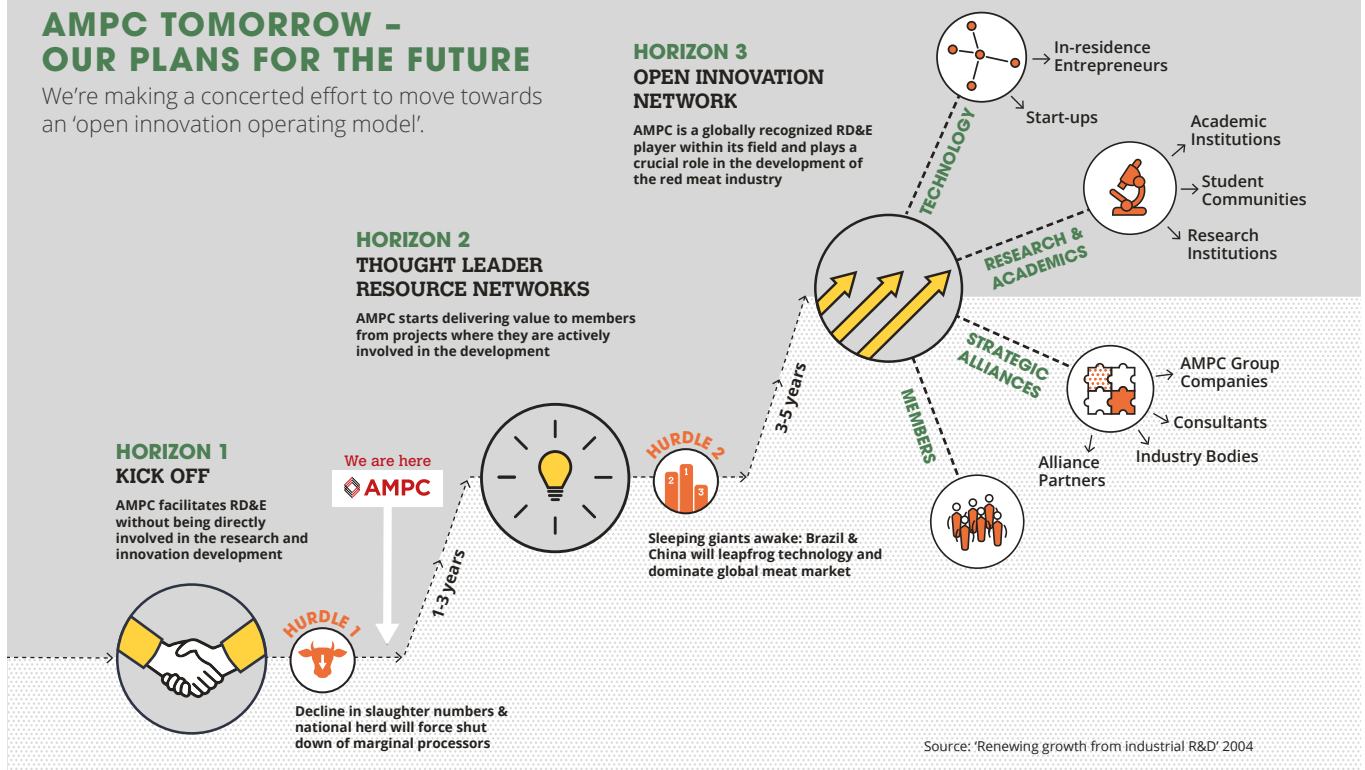 AMPC TOMORROW –
OUR PLANS FOR THE FUTURE
We’re making a concerted effort to move towards
an ‘open innovation operating model’.
HORIZON 3
OPEN INNOVATION
NETWORK
AMPC is a globally recognized RD&E
player within its field and plays a
crucial role in the development of
the red meat industry
TECHNOLOGY
In-residence
Entrepreneurs
Start-ups
RESEARCH &
ACADEMICS
Academic
Institutions
Student
Communities
Research
Institutions
STRATEGIC
ALLIANCES
AMPC Group
Companies
Consultants
Industry Bodies
Alliance
Partners
MEMBERS
HORIZON 2
THOUGHT LEADER
RESOURCE NETWORKS
AMPC starts delivering value to members
from projects where they are actively
involved in the development
3-5 years
HURDLE 2
2 1 3
Sleeping giants awake: Brazil &
China will leapfrog technology and
dominate global meat market
HORIZON 1
KICK OFF
AMPC facilitates RD&E
without being directly
involved in the research and
innovation development
We are here
AMPC
1-3 years
HURDLE 1
Decline in slaughter numbers &
national herd will force shut
down of marginal processors
Source: ‘Renewing growth from industrial R&D’ 2004